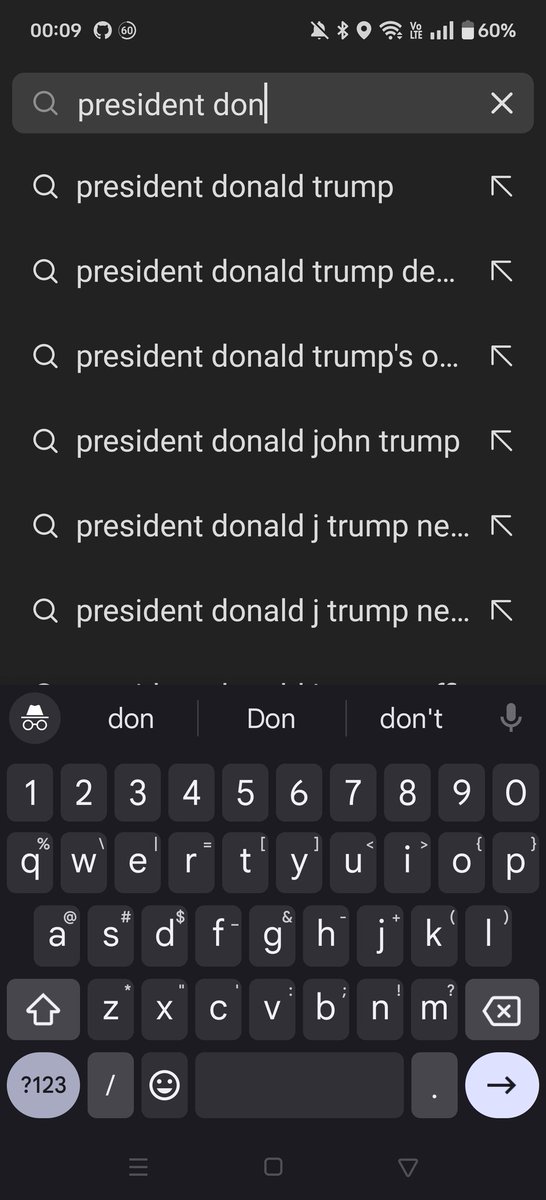 00:09 60 Vo LTE 60%
president don
president donald trump
president donald trump de...
president donald trump's o...
president donald john trump
president donald j trump ne...
president donald j trump ne...
don Don don't
1 2 3 4 5 6 7 8 9 0
% \ | = [ ] < > { }
q w e r t y u i o p
@ # $ _ & - + ( )
a s d f g h j k l
* " ' : ; ! ?
z x c v b n m
?123 / .